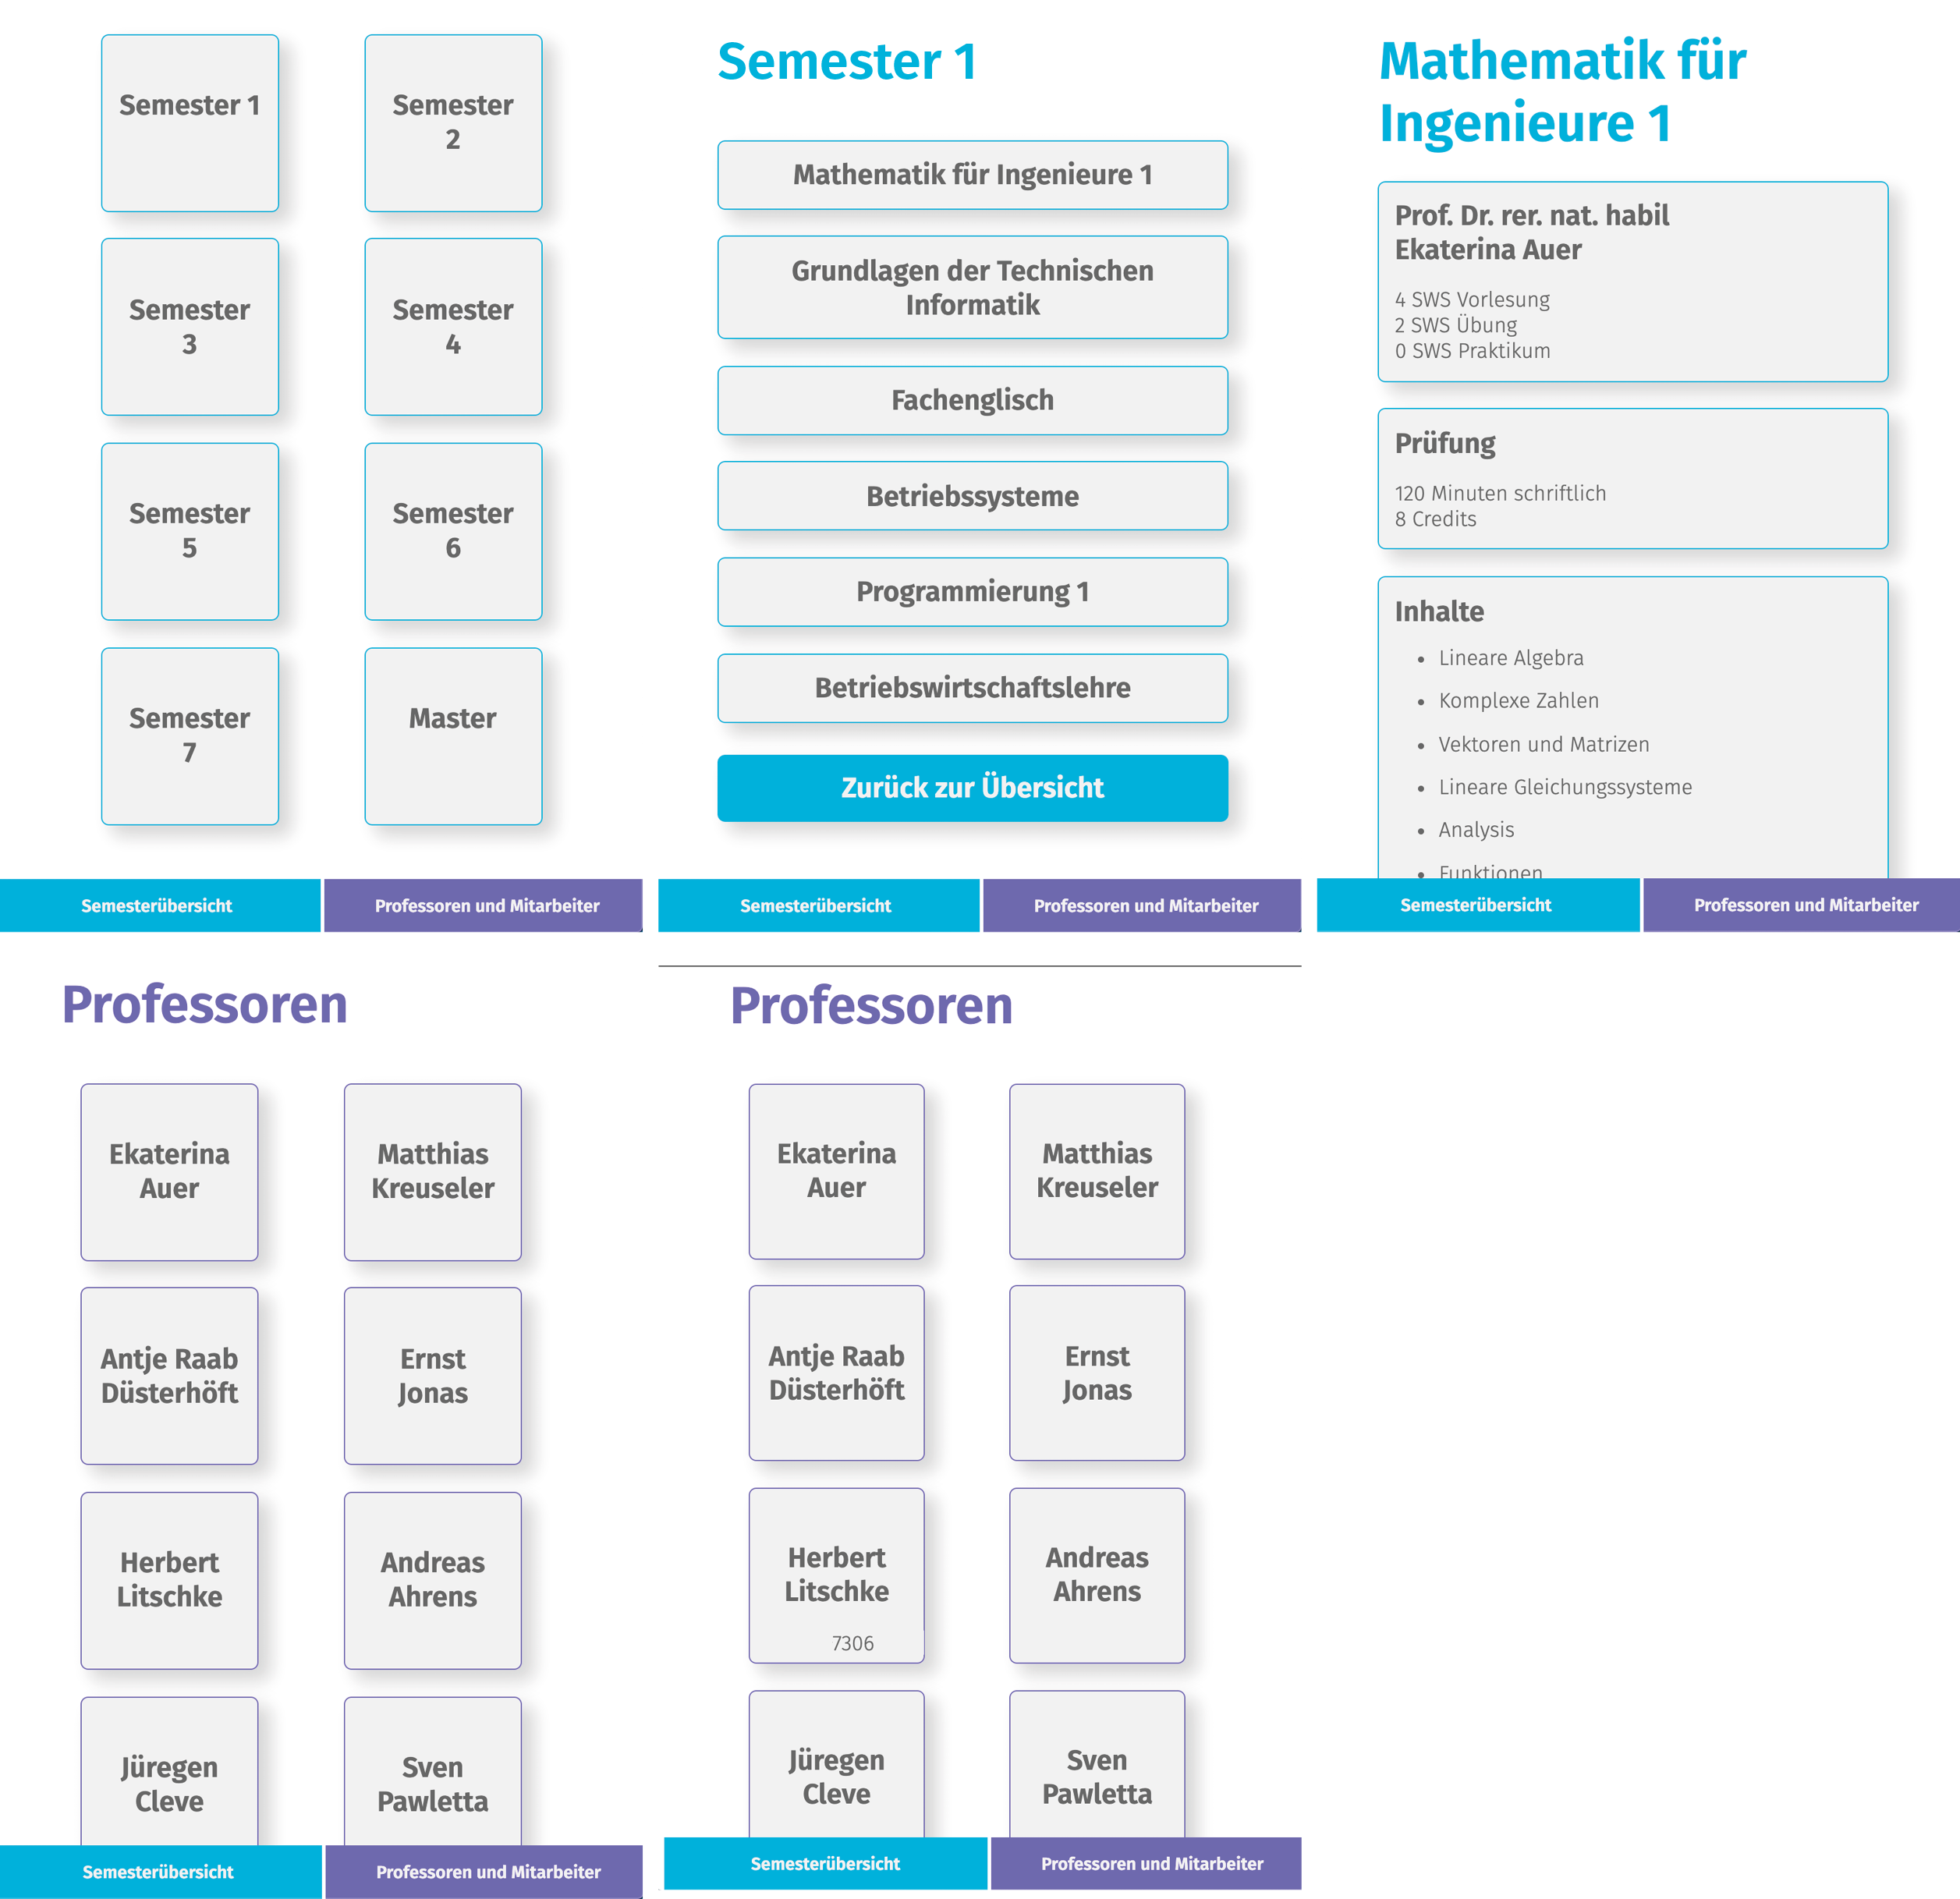 Semester 1
Semester
2
Semester
3
Semester
4
Semester
5
Semester
6
Semester
7
Master
Semesterübersicht
Professoren und Mitarbeiter
Semester 1
Mathematik für Ingenieure 1
Grundlagen der Technischen
Informatik
Fachenglisch
Betriebssysteme
Programmierung 1
Betriebswirtschaftslehre
Zurück zur Übersicht
Semesterübersicht
Professoren und Mitarbeiter
Mathematik für
Ingenieure 1
Prof. Dr. rer. nat. habil
Ekaterina Auer
4 SWS Vorlesung
2 SWS Übung
0 SWS Praktikum
Prüfung
120 Minuten schriftlich
8 Credits
Inhalte
• Lineare Algebra
• Komplexe Zahlen
• Vektoren und Matrizen
• Lineare Gleichungssysteme
• Analysis
• Funktionen
Semesterübersicht
Professoren und Mitarbeiter
Professoren
Ekaterina
Auer
Matthias
Kreuseler
Antje Raab
Düsterhöft
Ernst
Jonas
Herbert
Litschke
Andreas
Ahrens
Jüregen
Cleve
Sven
Pawletta
Semesterübersicht
Professoren und Mitarbeiter
Professoren
Ekaterina
Auer
Matthias
Kreuseler
Antje Raab
Düsterhöft
Ernst
Jonas
Herbert
Litschke
7306
Andreas
Ahrens
Jüregen
Cleve
Sven
Pawletta
Semesterübersicht
Professoren und Mitarbeiter